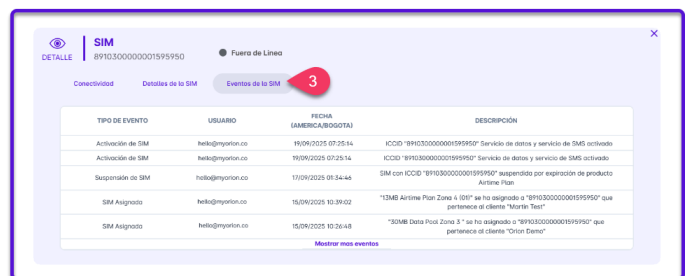 SIM
DETALLE
8910300000001595950
Fuera de Línea
Conectividad
Detalles de la SIM
Eventos de la SIM
3
TIPO DE EVENTO
USUARIO
FECHA
(AMERICA/BOGOTA)
DESCRIPCIÓN
Activación de SIM
hello@myorion.co
19/09/2025 07:25:14
ICCID "8910300000001595950" Servicio de datos y servicio de SMS activado
Activación de SIM
hello@myorion.co
19/09/2025 07:25:14
ICCID "8910300000001595950" Servicio de datos y servicio de SMS activado
Suspensión de SIM
hello@myorion.co
17/09/2025 01:34:46
SIM con ICCID "8910300000001595950" suspendida por expiración de producto
Airtime Plan
SIM Asignada
hello@myorion.co
15/09/2025 10:39:02
"13MB Airtime Plan Zona 4 (01)" se ha asignado a "8910300000001595950" que
pertenece al cliente "Martin Test"
SIM Asignada
hello@myorion.co
15/09/2025 10:26:48
"30MB Data Pool Zona 3 " se ha asignado a "8910300000001595950" que
pertenece al cliente "Orion Demo"
Mostrar mas eventos